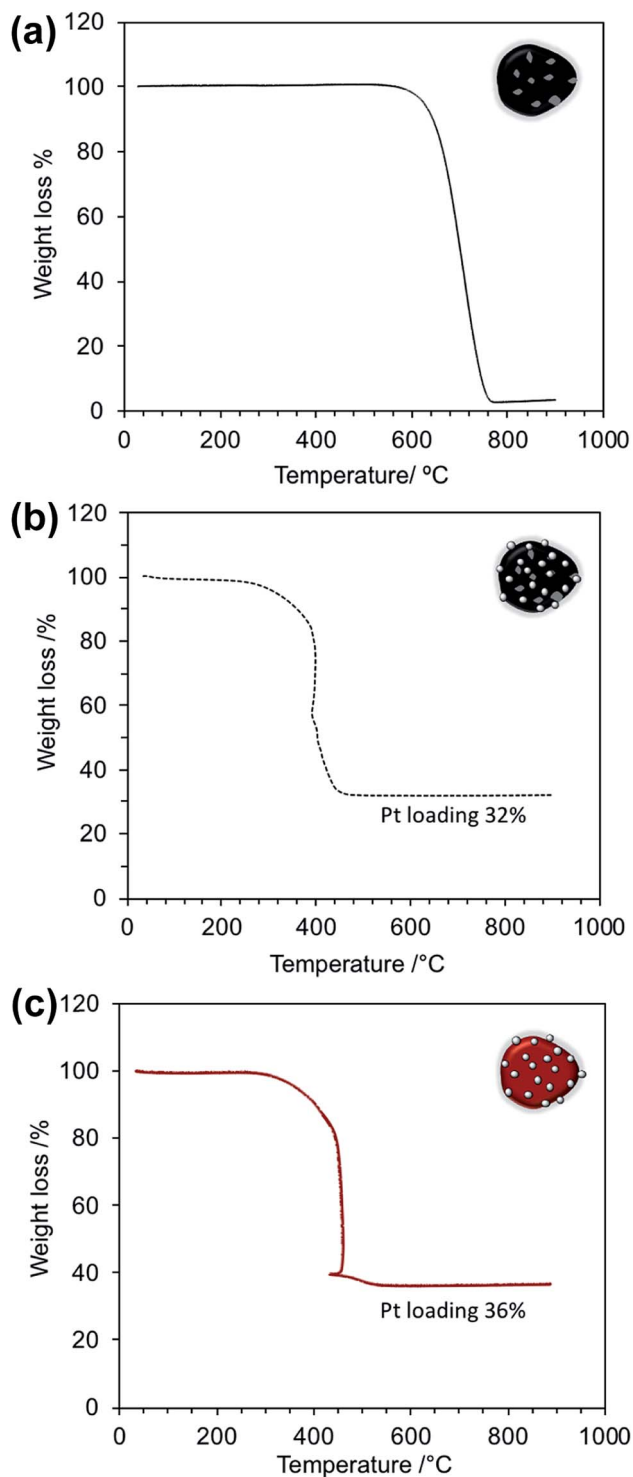 (a)
120
100
80
60
40
20
0
Weight loss %
0 200 400 600 800 1000
Temperature/ ºC
(b)
120
100
80
60
40
20
0
Weight loss /%
Pt loading 32%
0 200 400 600 800 1000
Temperature /°C
(c)
120
100
80
60
40
20
0
Weight loss /%
Pt loading 36%
0 200 400 600 800 1000
Temperature /°C